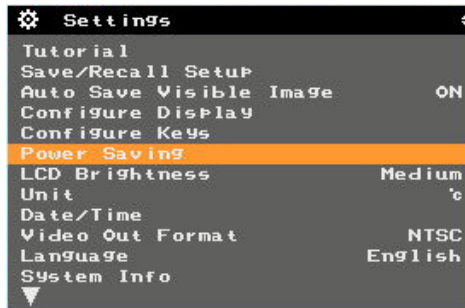 Settings
Tutorial
Save/Recall Setup
Auto Save Visible Image ON
Configure Display
Configure Keys
Power Saving
LCD Brightness Medium
Unit °c
Date/Time
Video Out Format NTSC
Language English
System Info